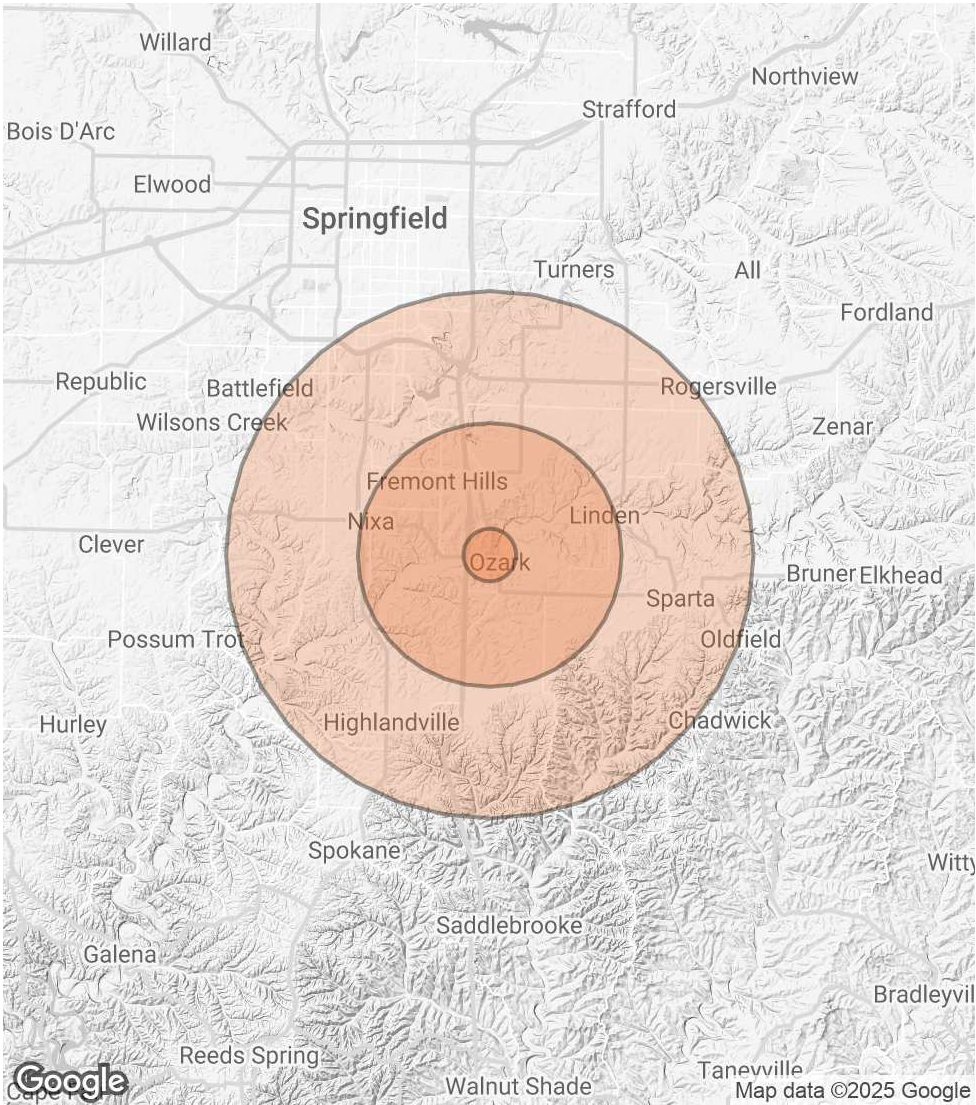 Willard
Northview
Strafford
Bois D'Arc
Elwood
Springfield
Turners
All
Fordland
Republic
Battlefield
Rogersville
Wilsons Creek
Zenar
Fremont Hills
Nixa
Linden
Clever
Ozark
Bruner
Elkhead
Sparta
Possum Trot
Oldfield
Hurley
Highlandville
Chadwick
Spokane
Witty
Saddlebrooke
Galena
Bradleyvil
Reeds Spring
Taneyville
Google
Walnut Shade
Map data ©2025 Google